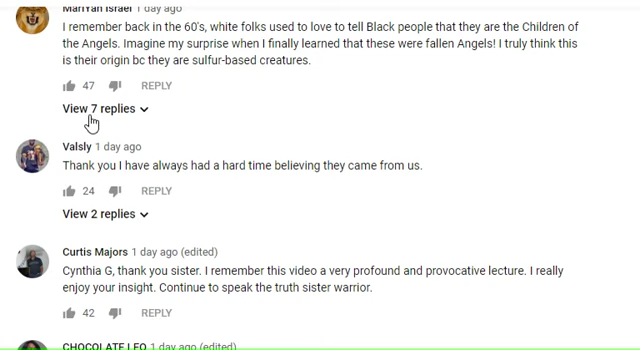 MariYah Israel 1 day ago
I remember back in the 60's, white folks used to love to tell Black people that they are the Children of
the Angels. Imagine my surprise when I finally learned that these were fallen Angels! I truly think this
is their origin bc they are sulfur-based creatures.
47 REPLY
View 7 replies
Valsly 1 day ago
Thank you I have always had a hard time believing they came from us.
24 REPLY
View 2 replies
Curtis Majors 1 day ago (edited)
Cynthia G, thank you sister. I remember this video a very profound and provocative lecture. I really
enjoy your insight. Continue to speak the truth sister warrior.
42 REPLY
CHOCOLATE LEO 1 day ago (edited)